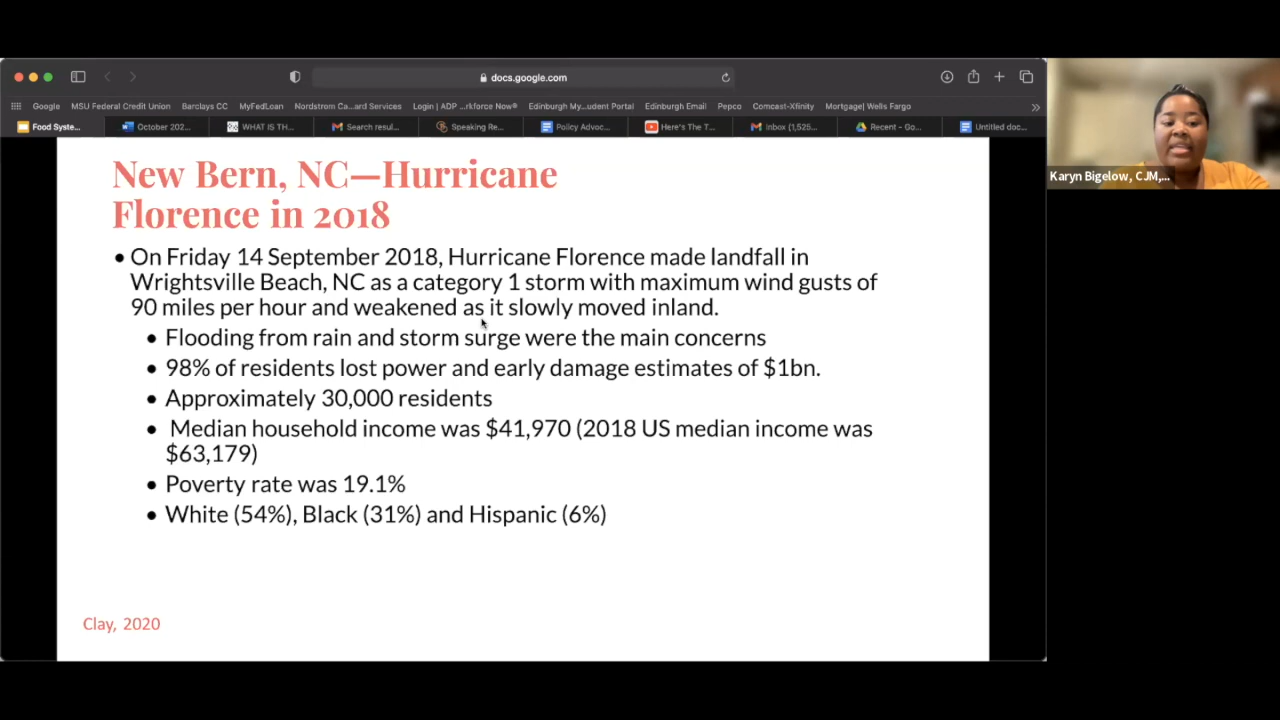 docs.google.com
Google MSU Federal Credit Union Barclays CC MyFedLoan Nordstrom Ca...ard Services Login | ADP ...rkforce Now® Edinburgh My...udent Portal Edinburgh Email Pepco Comcast-Xfinity Mortgage| Wells Fargo
Food Syste... October 202... WHAT IS TH... Search resul... Speaking Re... Policy Advoc... Here's The T... Inbox (1,525... Recent - Go... Untitled doc...
New Bern, NC—Hurricane
Florence in 2018
• On Friday 14 September 2018, Hurricane Florence made landfall in
Wrightsville Beach, NC as a category 1 storm with maximum wind gusts of
90 miles per hour and weakened as it slowly moved inland.
• Flooding from rain and storm surge were the main concerns
• 98% of residents lost power and early damage estimates of $1bn.
• Approximately 30,000 residents
• Median household income was $41,970 (2018 US median income was
$63,179)
• Poverty rate was 19.1%
• White (54%), Black (31%) and Hispanic (6%)
Clay, 2020
Karyn Bigelow, CJM,...